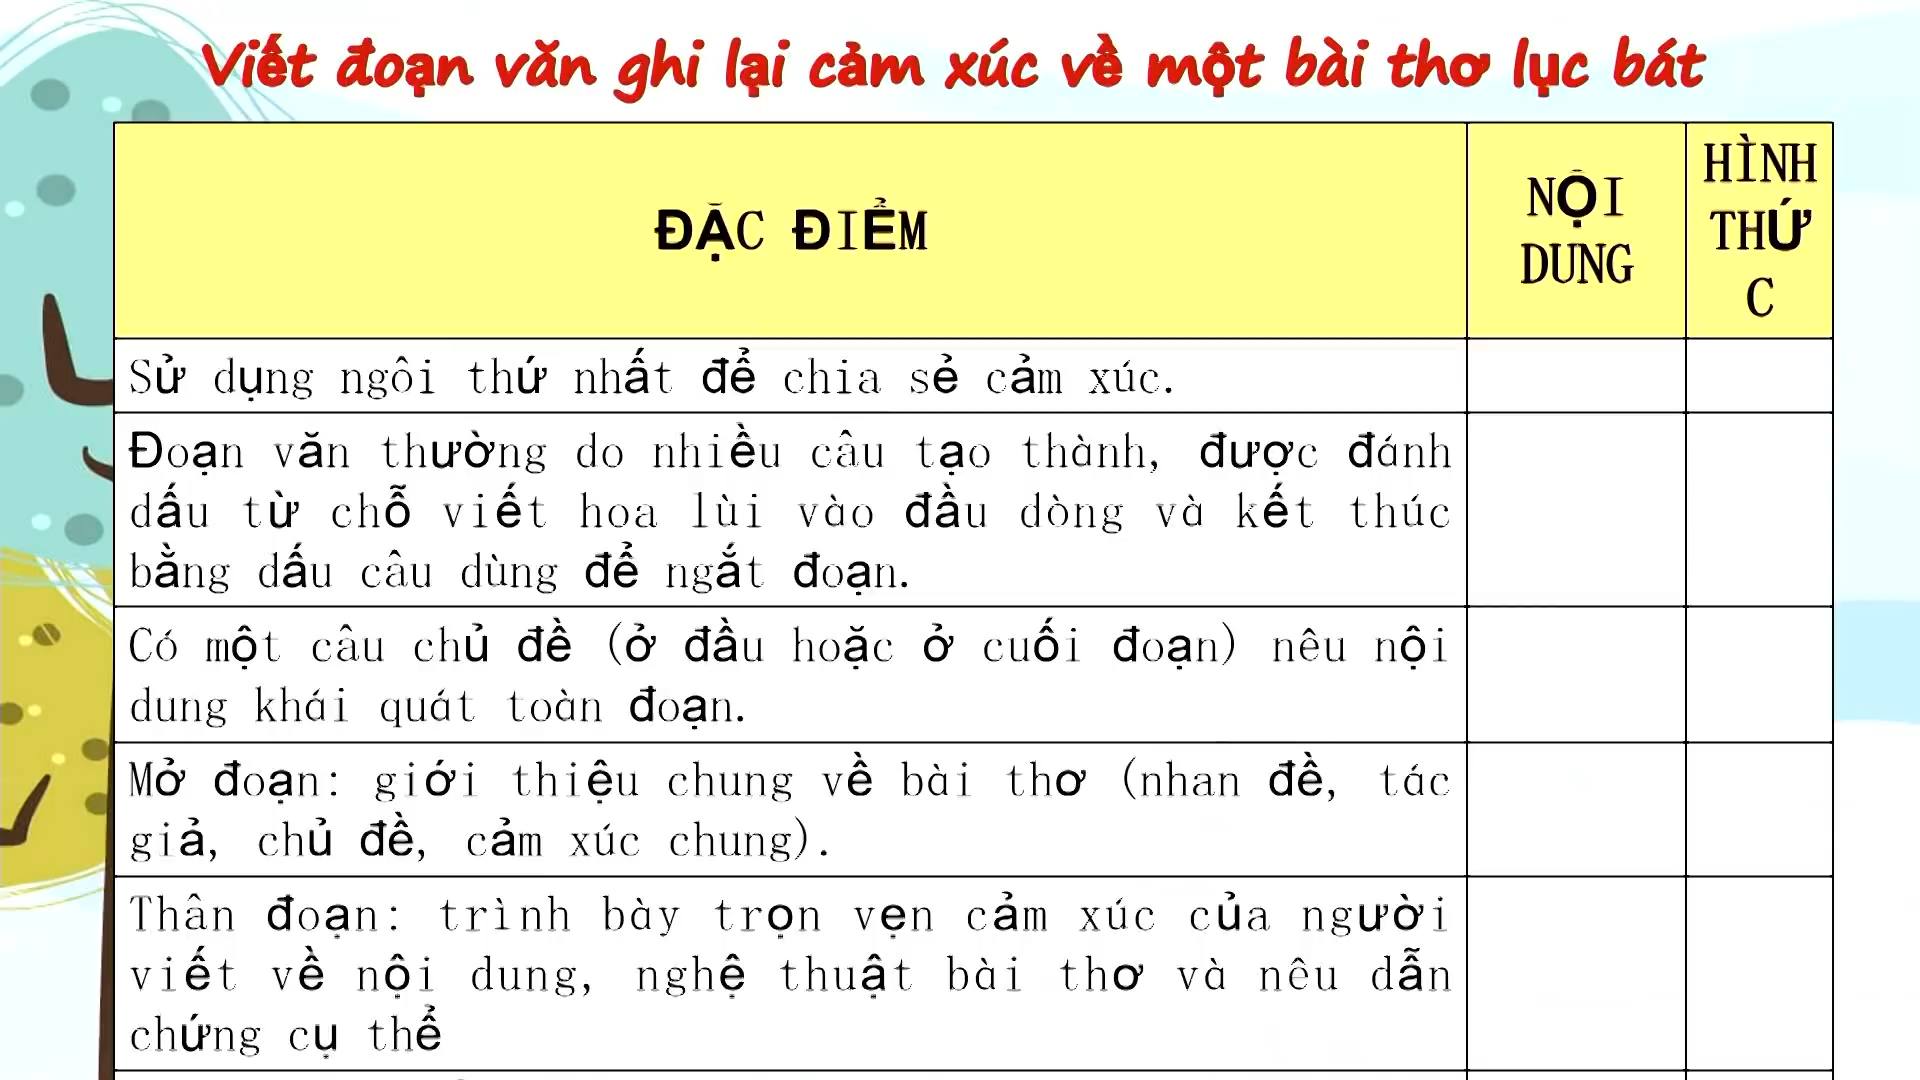 Viết đoạn văn ghi lại cảm xúc về một bài thơ lục bát
ĐẶC ĐIỂM
NỘI
DUNG
HÌNH
THỨ
C
Sử dụng ngôi thứ nhất để chia sẻ cảm xúc.
Đoạn văn thường do nhiều câu tạo thành, được đánh
dấu từ chỗ viết hoa lùi vào đầu dòng và kết thúc
bằng dấu câu dùng để ngắt đoạn.
Có một câu chủ đề (ở đầu hoặc ở cuối đoạn) nêu nội
dung khái quát toàn đoạn.
Mở đoạn: giới thiệu chung về bài thơ (nhan đề, tác
giả, chủ đề, cảm xúc chung).
Thân đoạn: trình bày trọn vẹn cảm xúc của người
viết về nội dung, nghệ thuật bài thơ và nêu dẫn
chứng cụ thể